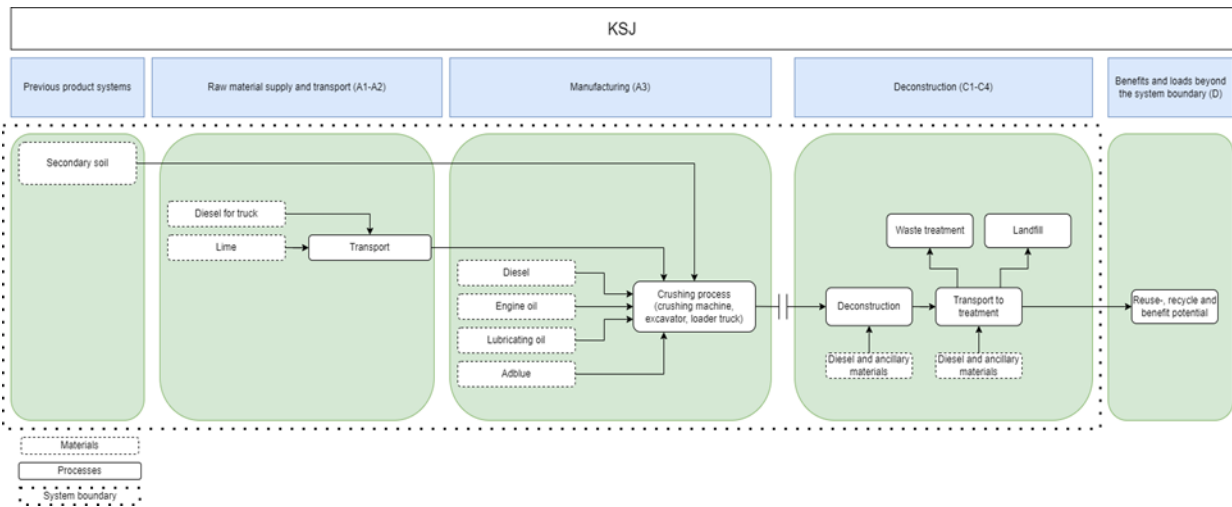 KSJ
Previous product systems
Raw material supply and transport (A1-A2)
Manufacturing (A3)
Deconstruction (C1-C4)
Benefits and loads beyond
the system boundary (D)
Secondary soil
Diesel for truck
Lime
Transport
Diesel
Engine oil
Lubricating oil
Adblue
Crushing process
(crushing machine,
excavator, loader truck)
Waste treatment
Landfill
Deconstruction
Transport to
treatment
Diesel and ancillary
materials
Diesel and ancillary
materials
Reuse-, recycle and
benefit potential
Materials
Processes
System boundary